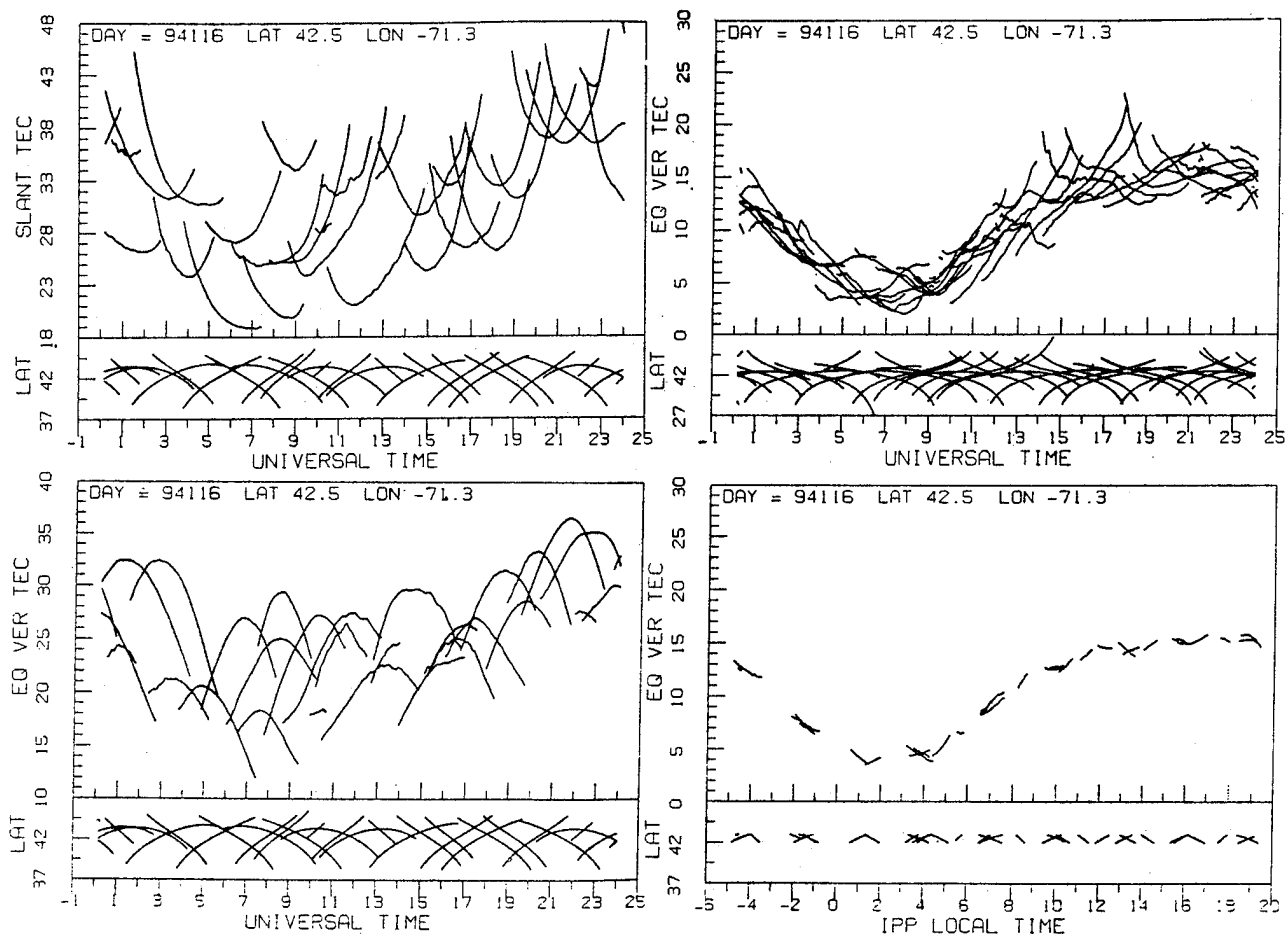 DAY = 94116 LAT 42.5 LON -71.3
SLANT TEC
48
43
38
33
28
23
18
LAT
42
37
-1 1 3 5 7 9 11 13 15 17 19 21 23 25
UNIVERSAL TIME
DAY = 94116 LAT 42.5 LON -71.3
EQ VER TEC
30
25
20
15
10
5
0
LAT
42
27
-1 1 3 5 7 9 11 13 15 17 19 21 23 25
UNIVERSAL TIME
DAY = 94116 LAT 42.5 LON -71.3
EQ VER TEC
40
35
30
25
20
15
10
LAT
42
37
-1 1 3 5 7 9 11 13 15 17 19 21 23 25
UNIVERSAL TIME
DAY = 94116 LAT 42.5 LON -71.3
EQ VER TEC
30
25
20
15
10
5
0
LAT
42
37
-4 -2 0 2 4 6 8 10 12 14 16 20
IPP LOCAL TIME